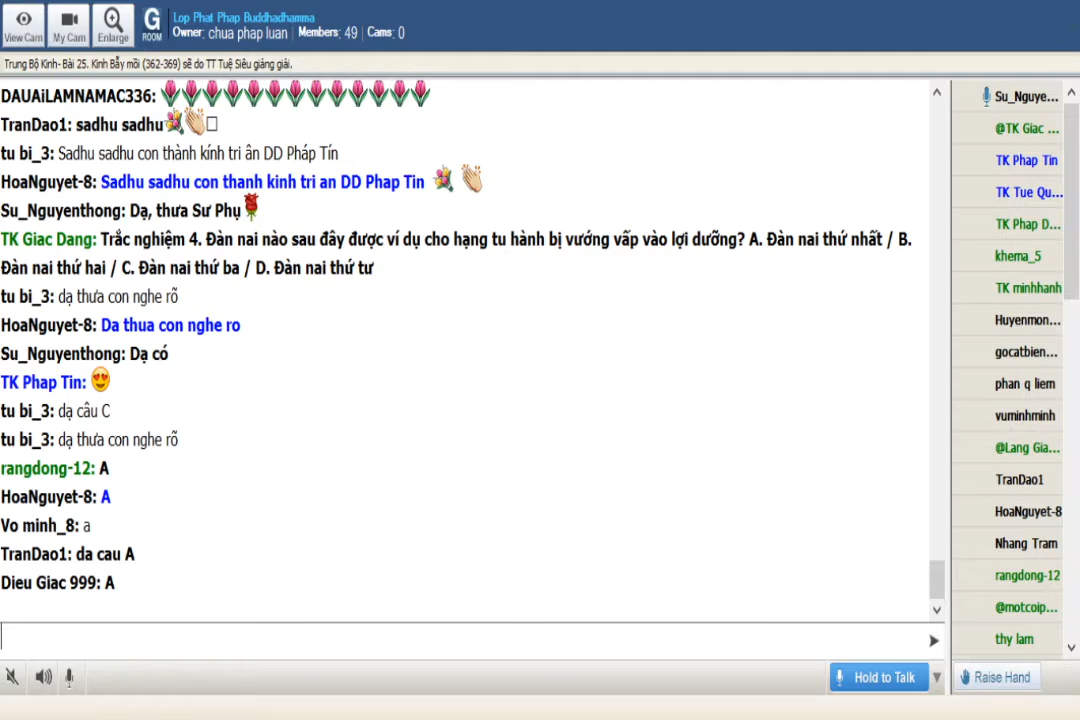 View Cam
My Cam
Enlarge
G
ROOM
Lop Phat Phap Buddhadhamma
Owner: chua phap luan | Members: 49 | Cams: 0
Trung Bộ Kinh- Bài 25. Kinh Bẫy mồi (362-369) sẽ do TT Tuệ Siêu giảng giải.
DAUAiLAMNAMAC336:
TranDao1: sadhu sadhu
tu bi_3: Sadhu sadhu con thành kính tri ân DD Pháp Tín
HoaNguyet-8: Sadhu sadhu con thanh kinh tri an DD Phap Tin
Su_Nguyenthong: Dạ, thưa Sư Phụ
TK Giac Dang: Trắc nghiệm 4. Đàn nai nào sau đây được ví dụ cho hạng tu hành bị vướng vấp vào lợi dưỡng? A. Đàn nai thứ nhất / B.
Đàn nai thứ hai / C. Đàn nai thứ ba / D. Đàn nai thứ tư
tu bi_3: dạ thưa con nghe rõ
HoaNguyet-8: Da thua con nghe ro
Su_Nguyenthong: Dạ có
TK Phap Tin:
tu bi_3: dạ câu C
tu bi_3: dạ thưa con nghe rõ
rangdong-12: A
HoaNguyet-8: A
Vo minh_8: a
TranDao1: da cau A
Dieu Giac 999: A
Su_Nguye...
@TK Giac ...
TK Phap Tin
TK Tue Qu...
TK Phap D...
khema_5
TK minhhanh
Huyenmon...
gocatbien...
phan q liem
vuminhminh
@Lang Gia...
TranDao1
HoaNguyet-8
Nhang Tram
rangdong-12
@motcoip...
thy lam
Hold to Talk
Raise Hand